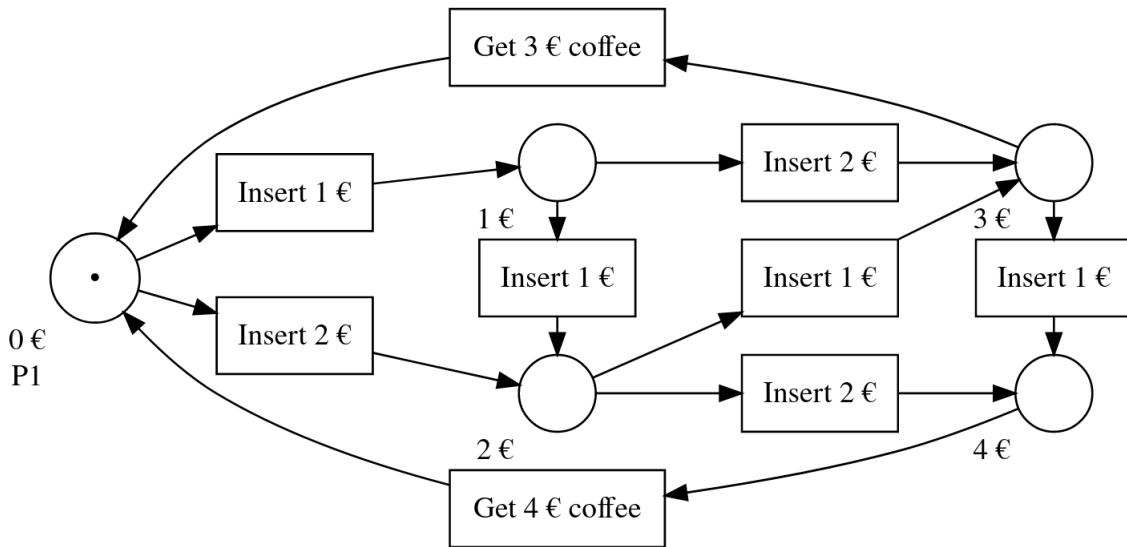 Get 3 € coffee
Insert 1 €
Insert 2 €
1 €
3 €
Insert 1 €
Insert 1 €
Insert 1 €
Insert 2 €
0 €
P1
Insert 2 €
2 €
4 €
Get 4 € coffee